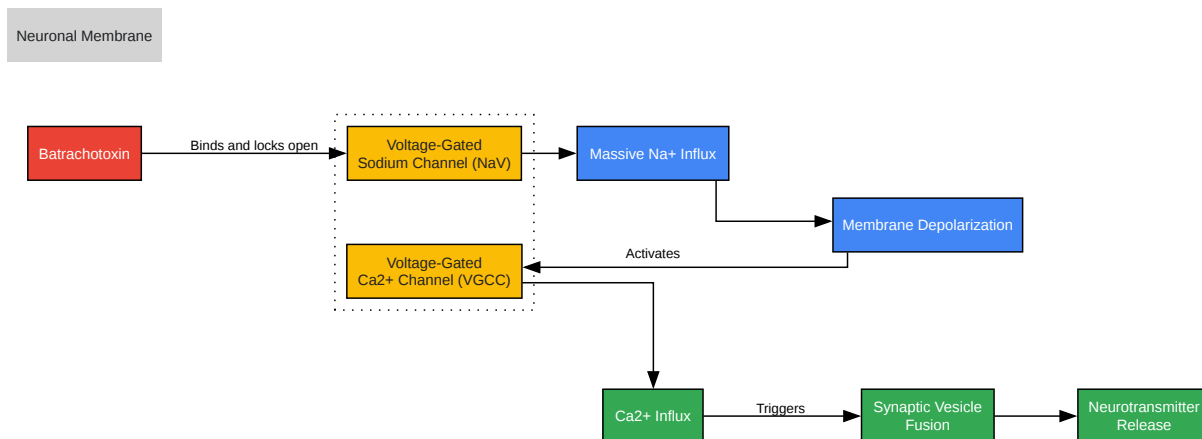 Neuronal Membrane
Batrachotoxin
Binds and locks open
Voltage-Gated
Sodium Channel (NaV)
Massive Na+ Influx
Membrane Depolarization
Activates
Voltage-Gated
Ca2+ Channel (VGCC)
Ca2+ Influx
Triggers
Synaptic Vesicle
Fusion
Neurotransmitter
Release